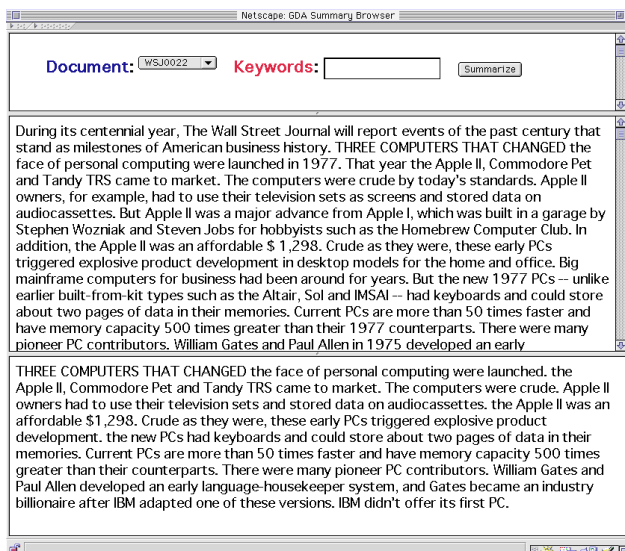 Netscape: GDA Summary Browser
Document: WSJ0022 Keywords: Summarize
During its centennial year, The Wall Street Journal will report events of the past century that
stand as milestones of American business history. THREE COMPUTERS THAT CHANGED the
face of personal computing were launched in 1977. That year the Apple II, Commodore Pet
and Tandy TRS came to market. The computers were crude by today's standards. Apple II
owners, for example, had to use their television sets as screens and stored data on
audiocassettes. But Apple II was a major advance from Apple I, which was built in a garage by
Stephen Wozniak and Steven Jobs for hobbyists such as the Homebrew Computer Club. In
addition, the Apple II was an affordable $ 1,298. Crude as they were, these early PCs
triggered explosive product development in desktop models for the home and office. Big
mainframe computers for business had been around for years. But the new 1977 PCs -- unlike
earlier built-from-kit types such as the Altair, Sol and IMSAI -- had keyboards and could store
about two pages of data in their memories. Current PCs are more than 50 times faster and
have memory capacity 500 times greater than their 1977 counterparts. There were many
pioneer PC contributors. William Gates and Paul Allen in 1975 developed an early
THREE COMPUTERS THAT CHANGED the face of personal computing were launched. the
Apple II, Commodore Pet and Tandy TRS came to market. The computers were crude. Apple II
owners had to use their television sets and stored data on audiocassettes. the Apple II was an
affordable $1,298. Crude as they were, these early PCs triggered explosive product
development. the new PCs had keyboards and could store about two pages of data in their
memories. Current PCs are more than 50 times faster and have memory capacity 500 times
greater than their counterparts. There were many pioneer PC contributors. William Gates and
Paul Allen developed an early language-housekeeper system, and Gates became an industry
billionaire after IBM adapted one of these versions. IBM didn't offer its first PC.